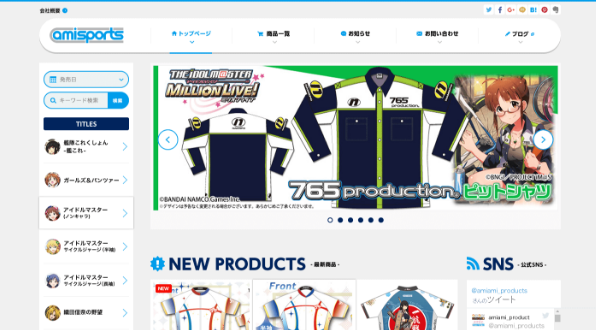 会社概要
amisports
トップページ
商品一覧
お知らせ
お問い合わせ
ブログ
発売日
キーワード検索
検索
TITLES
艦隊これくしょん
-艦これ-
ガールズ&パンツァー
アイドルマスター
(ノンキャラ)
アイドルマスター
サイクルジャージ(半袖)
アイドルマスター
サイクルジャージ(長袖)
織田信奈の野望
THE IDOLM@STER
MILLION LIVE!
765
production
765 production
ピットシャツ
©BANDAI NAMCO Games Inc.
※デザインは予告なく変更される場合がございます。あらかじめご了承くださいませ。
©BNGI/PROJECT iM@S
NEW PRODUCTS - 最新商品 -
SNS - 公式SNS -
NEW
Front
@amiami_products
さんのツイート
amiami_product
@amiami_products